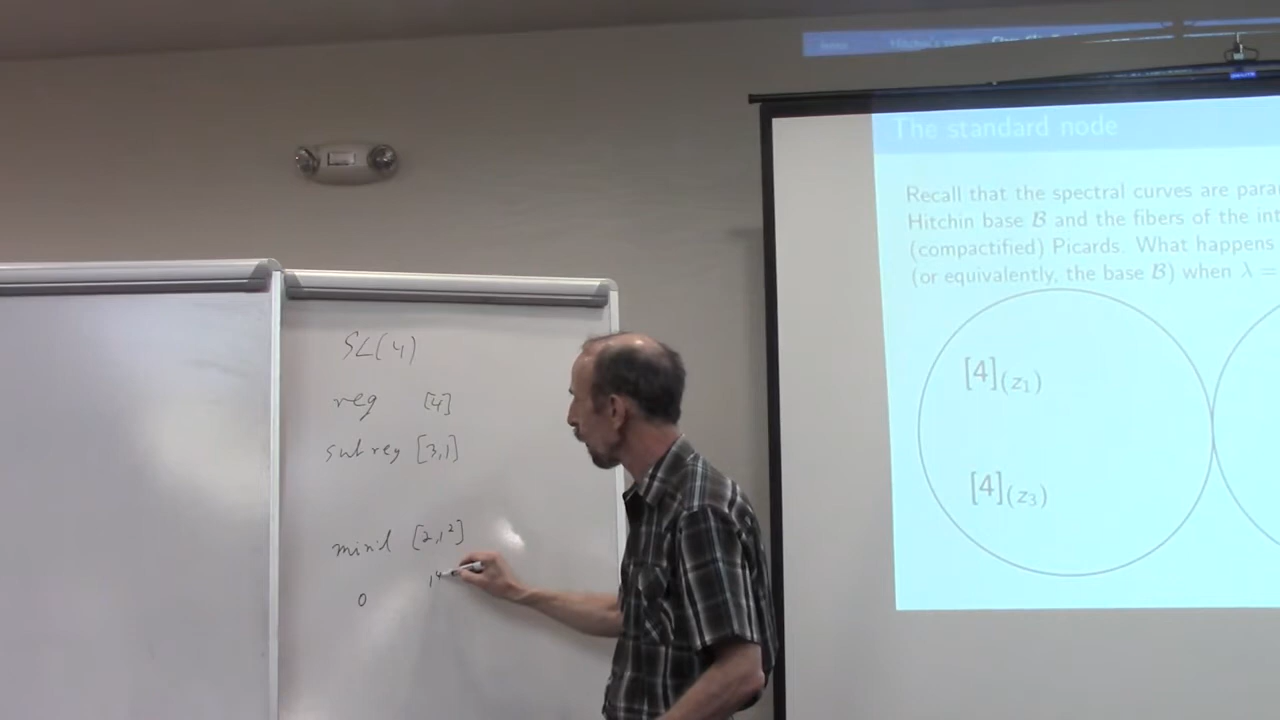 SL(4)
reg [4]
subreg [3,1]
min'l [2,1²]
0 1⁴
The standard node
Recall that the spectral curves are para
Hitchin base B and the fibers of the int
(compactified) Picards. What happens
(or equivalently, the base B) when λ =
[4](z₁)
[4](z₃)